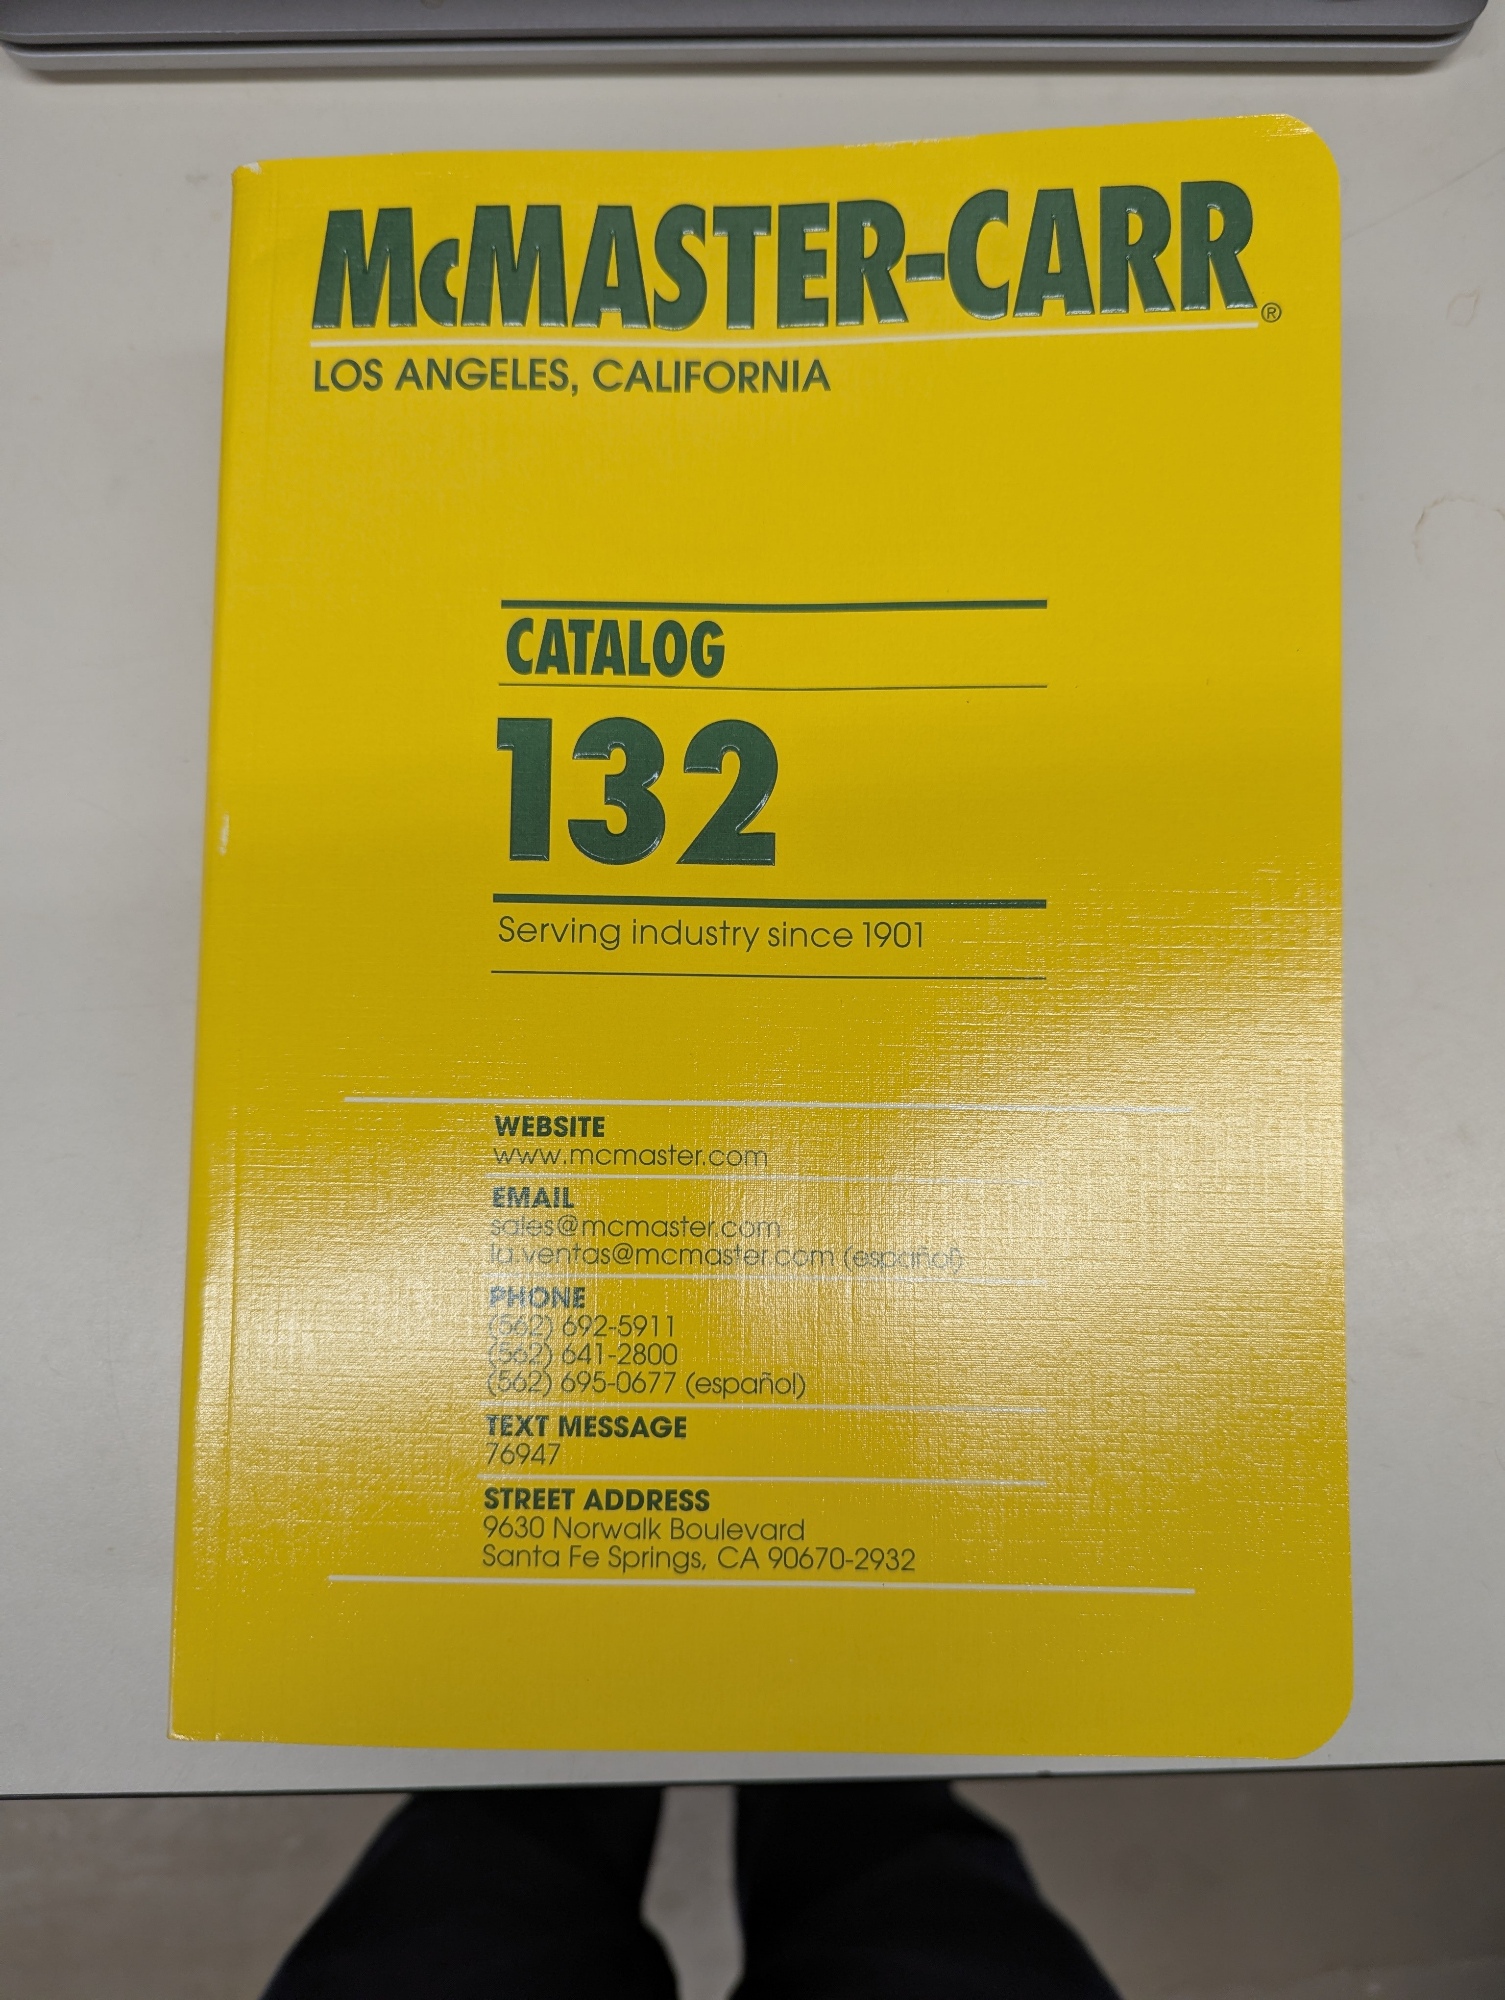 McMASTER-CARR®
LOS ANGELES, CALIFORNIA
CATALOG
132
Serving industry since 1901
WEBSITE
www.mcmaster.com
EMAIL
sales@mcmaster.com
la.ventas@mcmaster.com (español)
PHONE
(562) 692-5911
(562) 641-2800
(562) 695-0677 (español)
TEXT MESSAGE
76947
STREET ADDRESS
9630 Norwalk Boulevard
Santa Fe Springs, CA 90670-2932